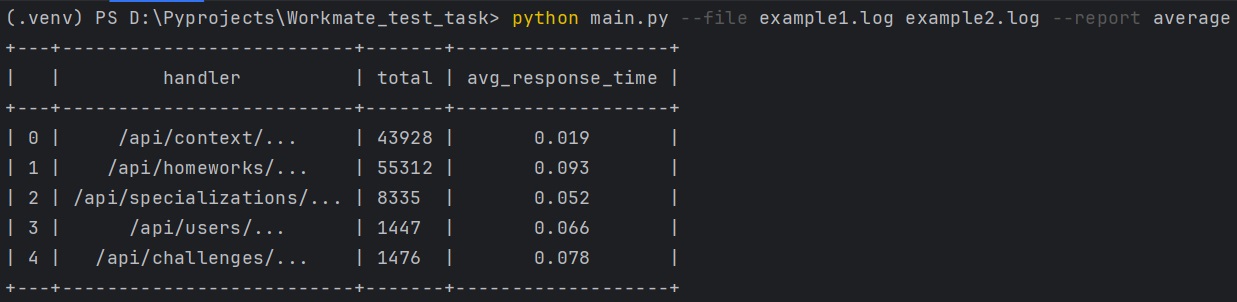 (.venv) PS D:\Pyprojects\Workmate_test_task> python main.py --file example1.log example2.log --report average
+---+---------------------------+-------+-------------------+
|   |          handler          | total | avg_response_time |
+---+---------------------------+-------+-------------------+
| 0 |     /api/context/...      | 43928 |       0.019       |
| 1 |    /api/homeworks/...     | 55312 |       0.093       |
| 2 | /api/specializations/... | 8335  |       0.052       |
| 3 |      /api/users/...       | 1447  |       0.066       |
| 4 |   /api/challenges/...     | 1476  |       0.078       |
+---+---------------------------+-------+-------------------+